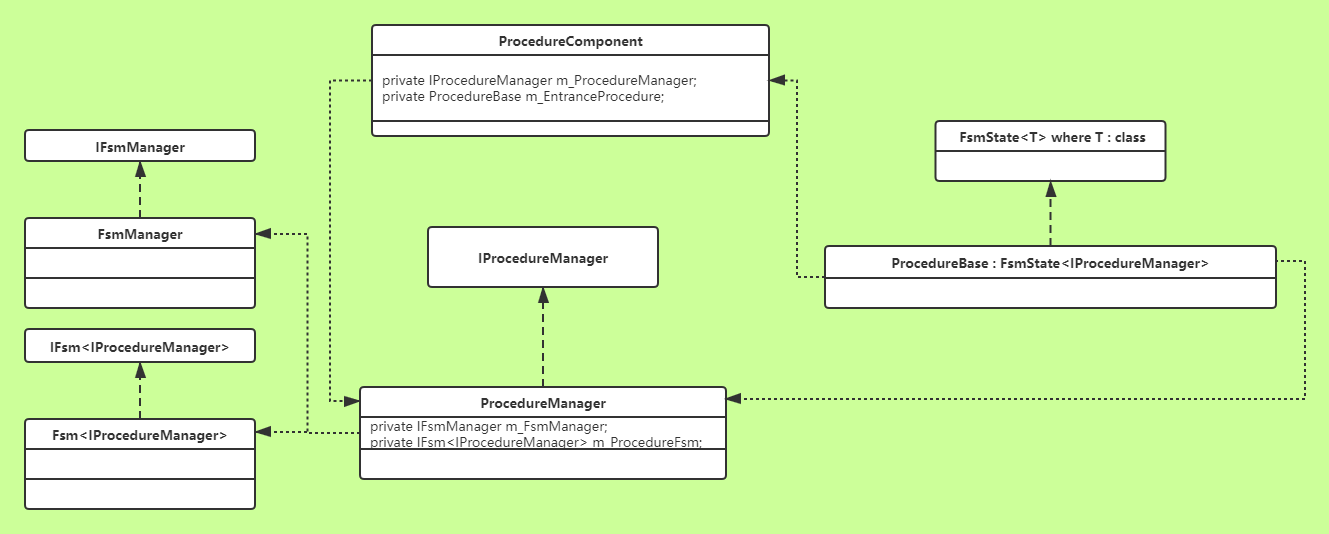 ProcedureComponent
private IProcedureManager m_ProcedureManager;
private ProcedureBase m_EntranceProcedure;
IFsmManager
FsmState<T> where T : class
FsmManager
IProcedureManager
ProcedureBase : FsmState<IProcedureManager>
IFsm<IProcedureManager>
ProcedureManager
private IFsmManager m_FsmManager;
private IFsm<IProcedureManager> m_ProcedureFsm;
Fsm<IProcedureManager>